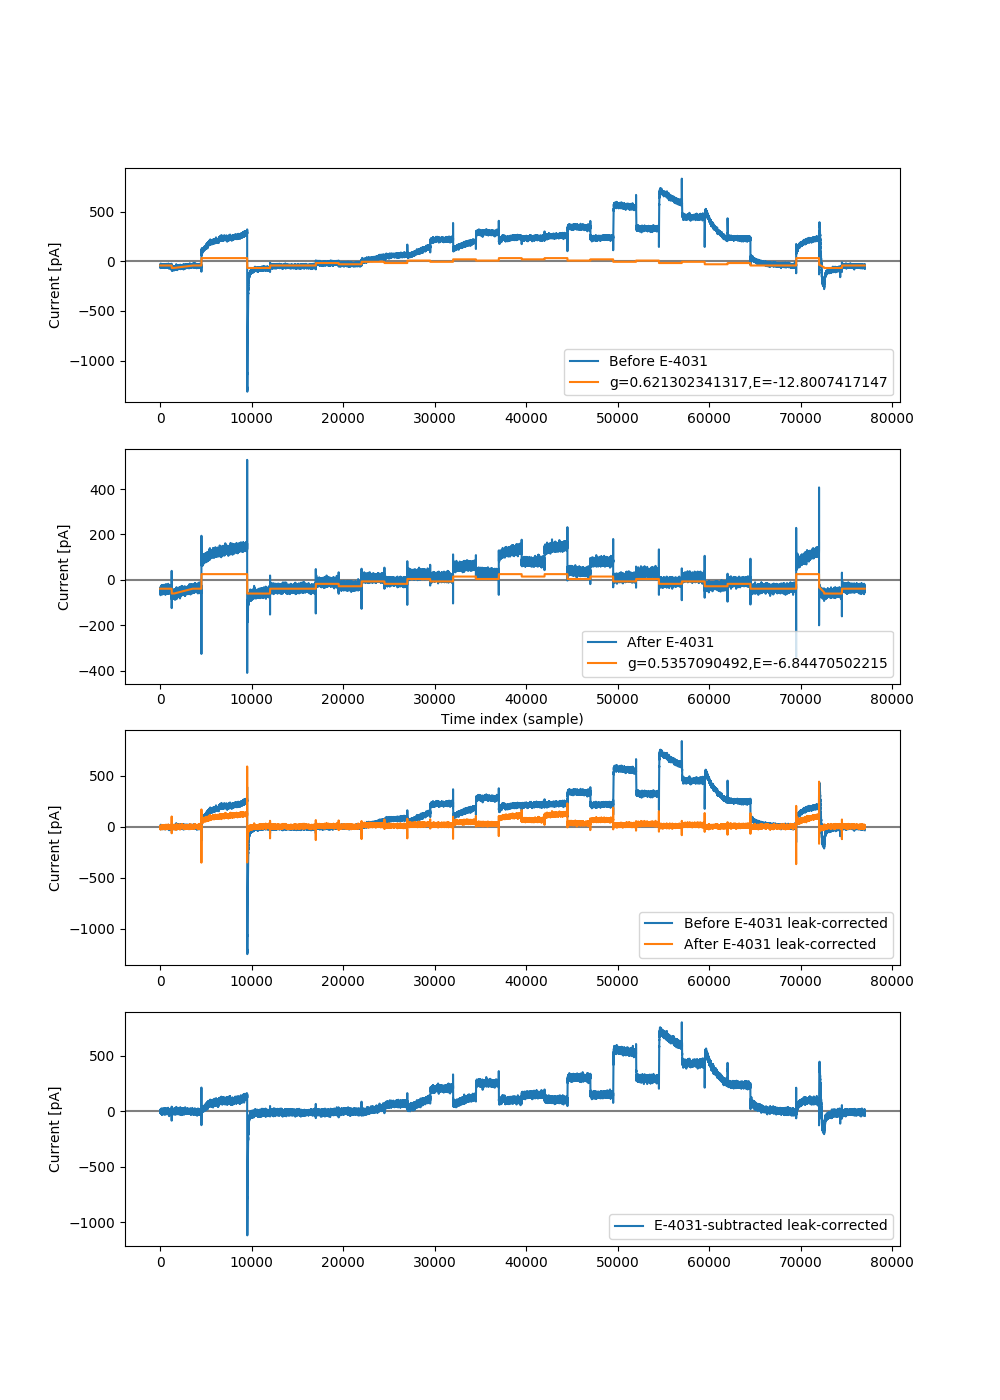 Current [pA]
500
0
−500
−1000
Before E-4031
g=0.621302341317,E=-12.8007417147
0 10000 20000 30000 40000 50000 60000 70000 80000
Current [pA]
400
200
0
−200
−400
After E-4031
g=0.5357090492,E=-6.84470502215
0 10000 20000 30000 40000 50000 60000 70000 80000
Time index (sample)
Current [pA]
500
0
−500
−1000
Before E-4031 leak-corrected
After E-4031 leak-corrected
0 10000 20000 30000 40000 50000 60000 70000 80000
Current [pA]
500
0
−500
−1000
E-4031-subtracted leak-corrected
0 10000 20000 30000 40000 50000 60000 70000 80000